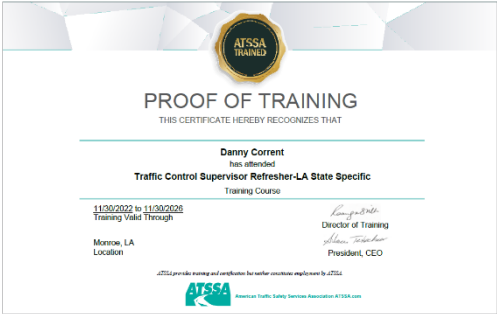 ATSSA
TRAINED
PROOF OF TRAINING
THIS CERTIFICATE HEREBY RECOGNIZES THAT
Danny Corrent
has attended
Traffic Control Supervisor Refresher-LA State Specific
Training Course
11/30/2022 to 11/30/2026
Training Valid Through
Director of Training
Monroe, LA
Location
President, CEO
ATSSA provides training and certification but neither constitutes employment by ATSSA
ATSSA
American Traffic Safety Services Association ATSSA.com